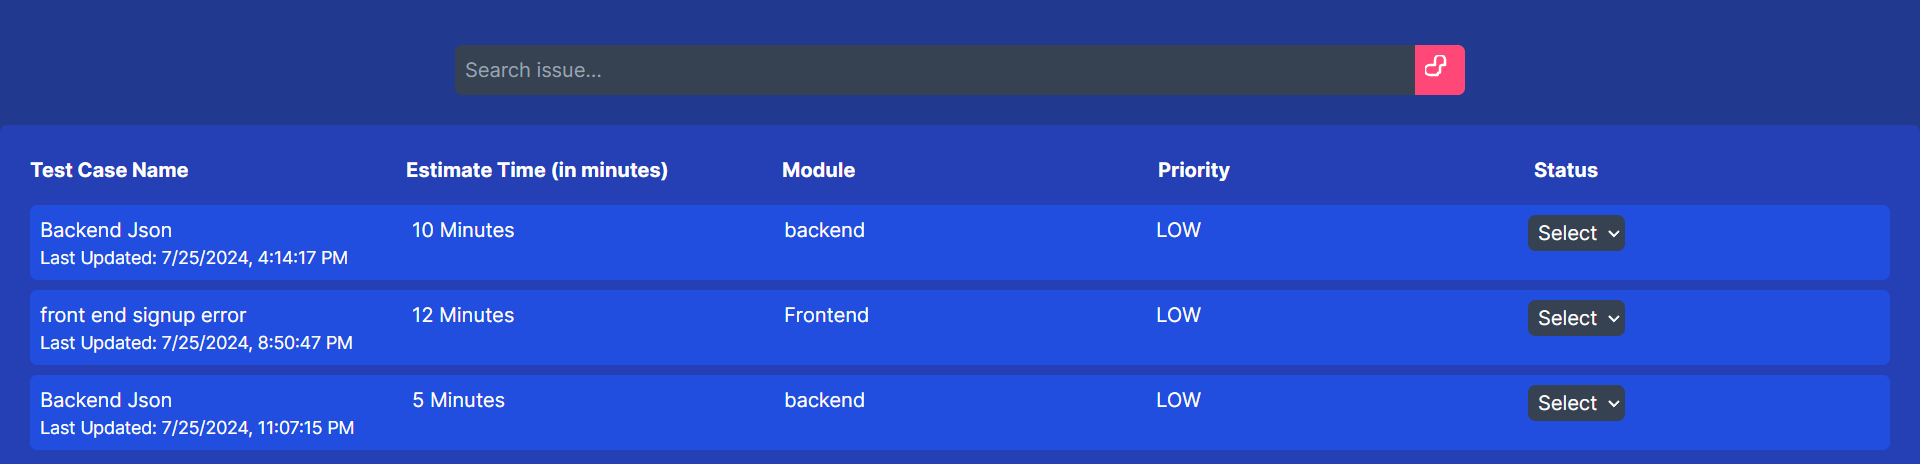 Search issue...
Test Case Name Estimate Time (in minutes) Module Priority Status
Backend Json 10 Minutes backend LOW Select
Last Updated: 7/25/2024, 4:14:17 PM
front end signup error 12 Minutes Frontend LOW Select
Last Updated: 7/25/2024, 8:50:47 PM
Backend Json 5 Minutes backend LOW Select
Last Updated: 7/25/2024, 11:07:15 PM